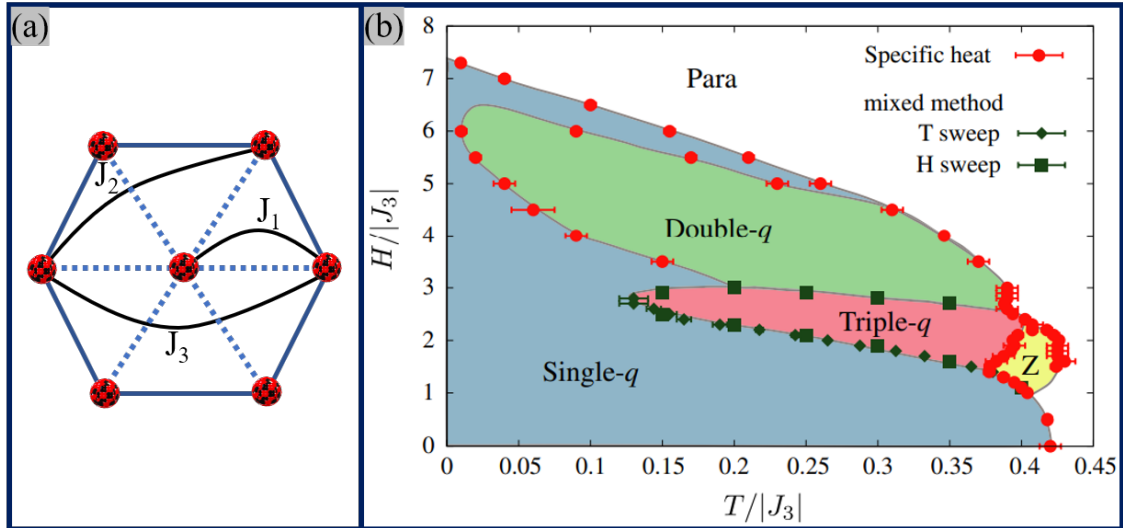 (a)
J₂
J₁
J₃
(b)
H/|J₃|
8
7
6
5
4
3
2
1
0
Para
Specific heat
mixed method
T sweep
H sweep
Double-q
Triple-q
Single-q
Z
0 0.05 0.1 0.15 0.2 0.25 0.3 0.35 0.4 0.45
T/|J₃|